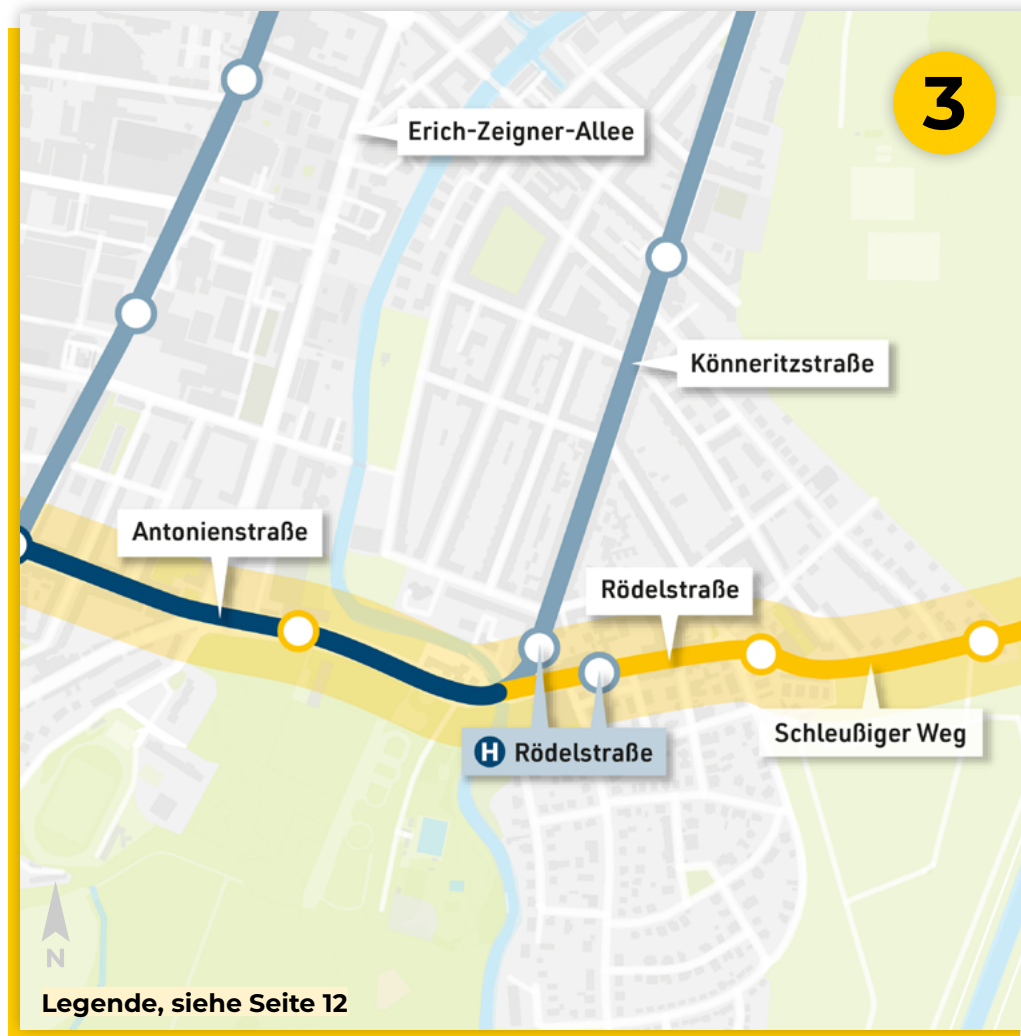 3
Erich-Zeigner-Allee
Könneritzstraße
Antonienstraße
Rödelstraße
Schleußiger Weg
H Rödelstraße
N
Legende, siehe Seite 12